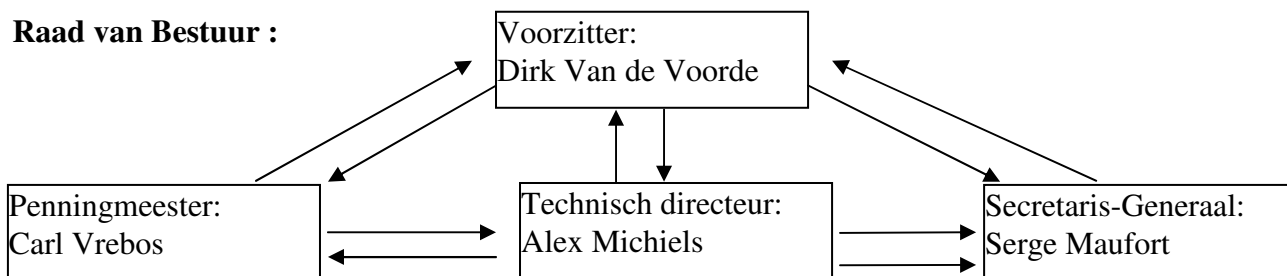 Raad van Bestuur :
Voorzitter:
Dirk Van de Voorde
Penningmeester:
Carl Vrebos
Technisch directeur:
Alex Michiels
Secretaris-Generaal:
Serge Maufort